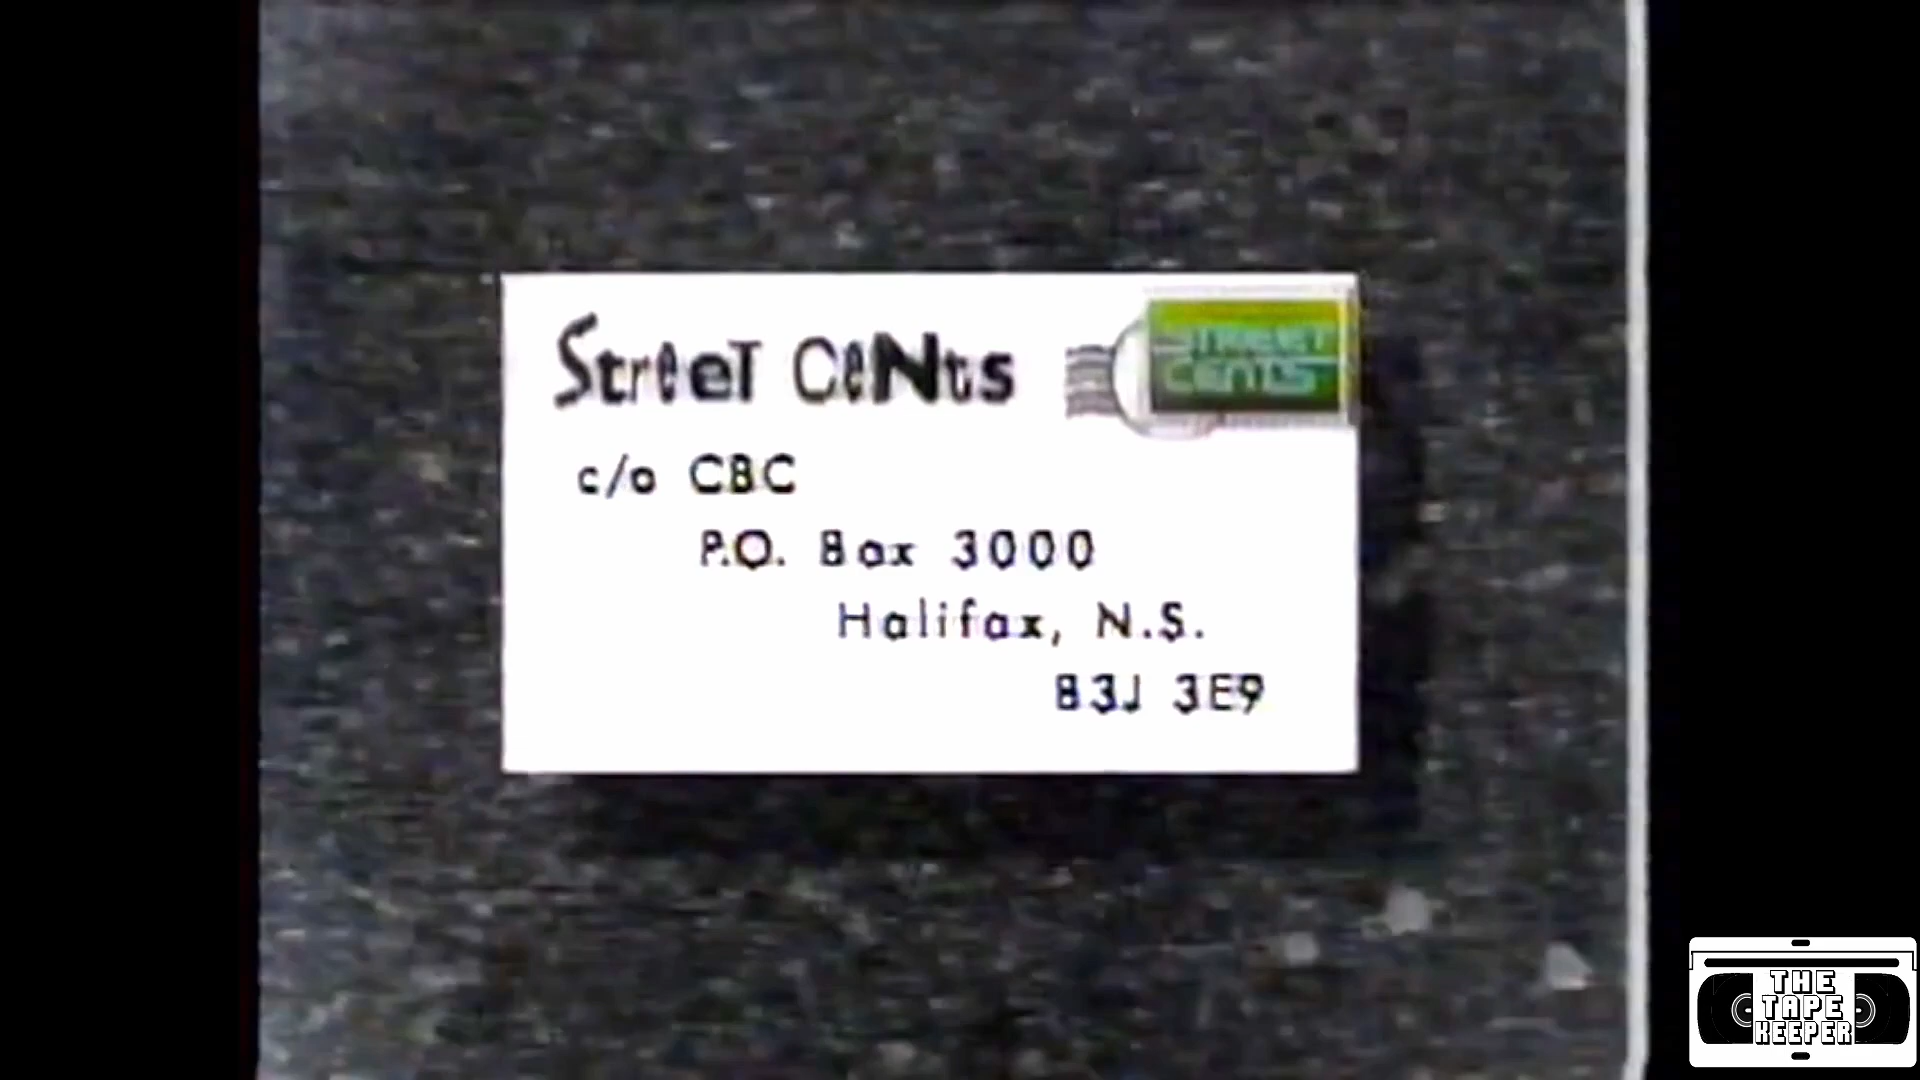 StreeT CeNts
STREET
CENTS
c/o CBC
P.O. Box 3000
Halifax, N.S.
B3J 3E9
THE
TAPE
KEEPER